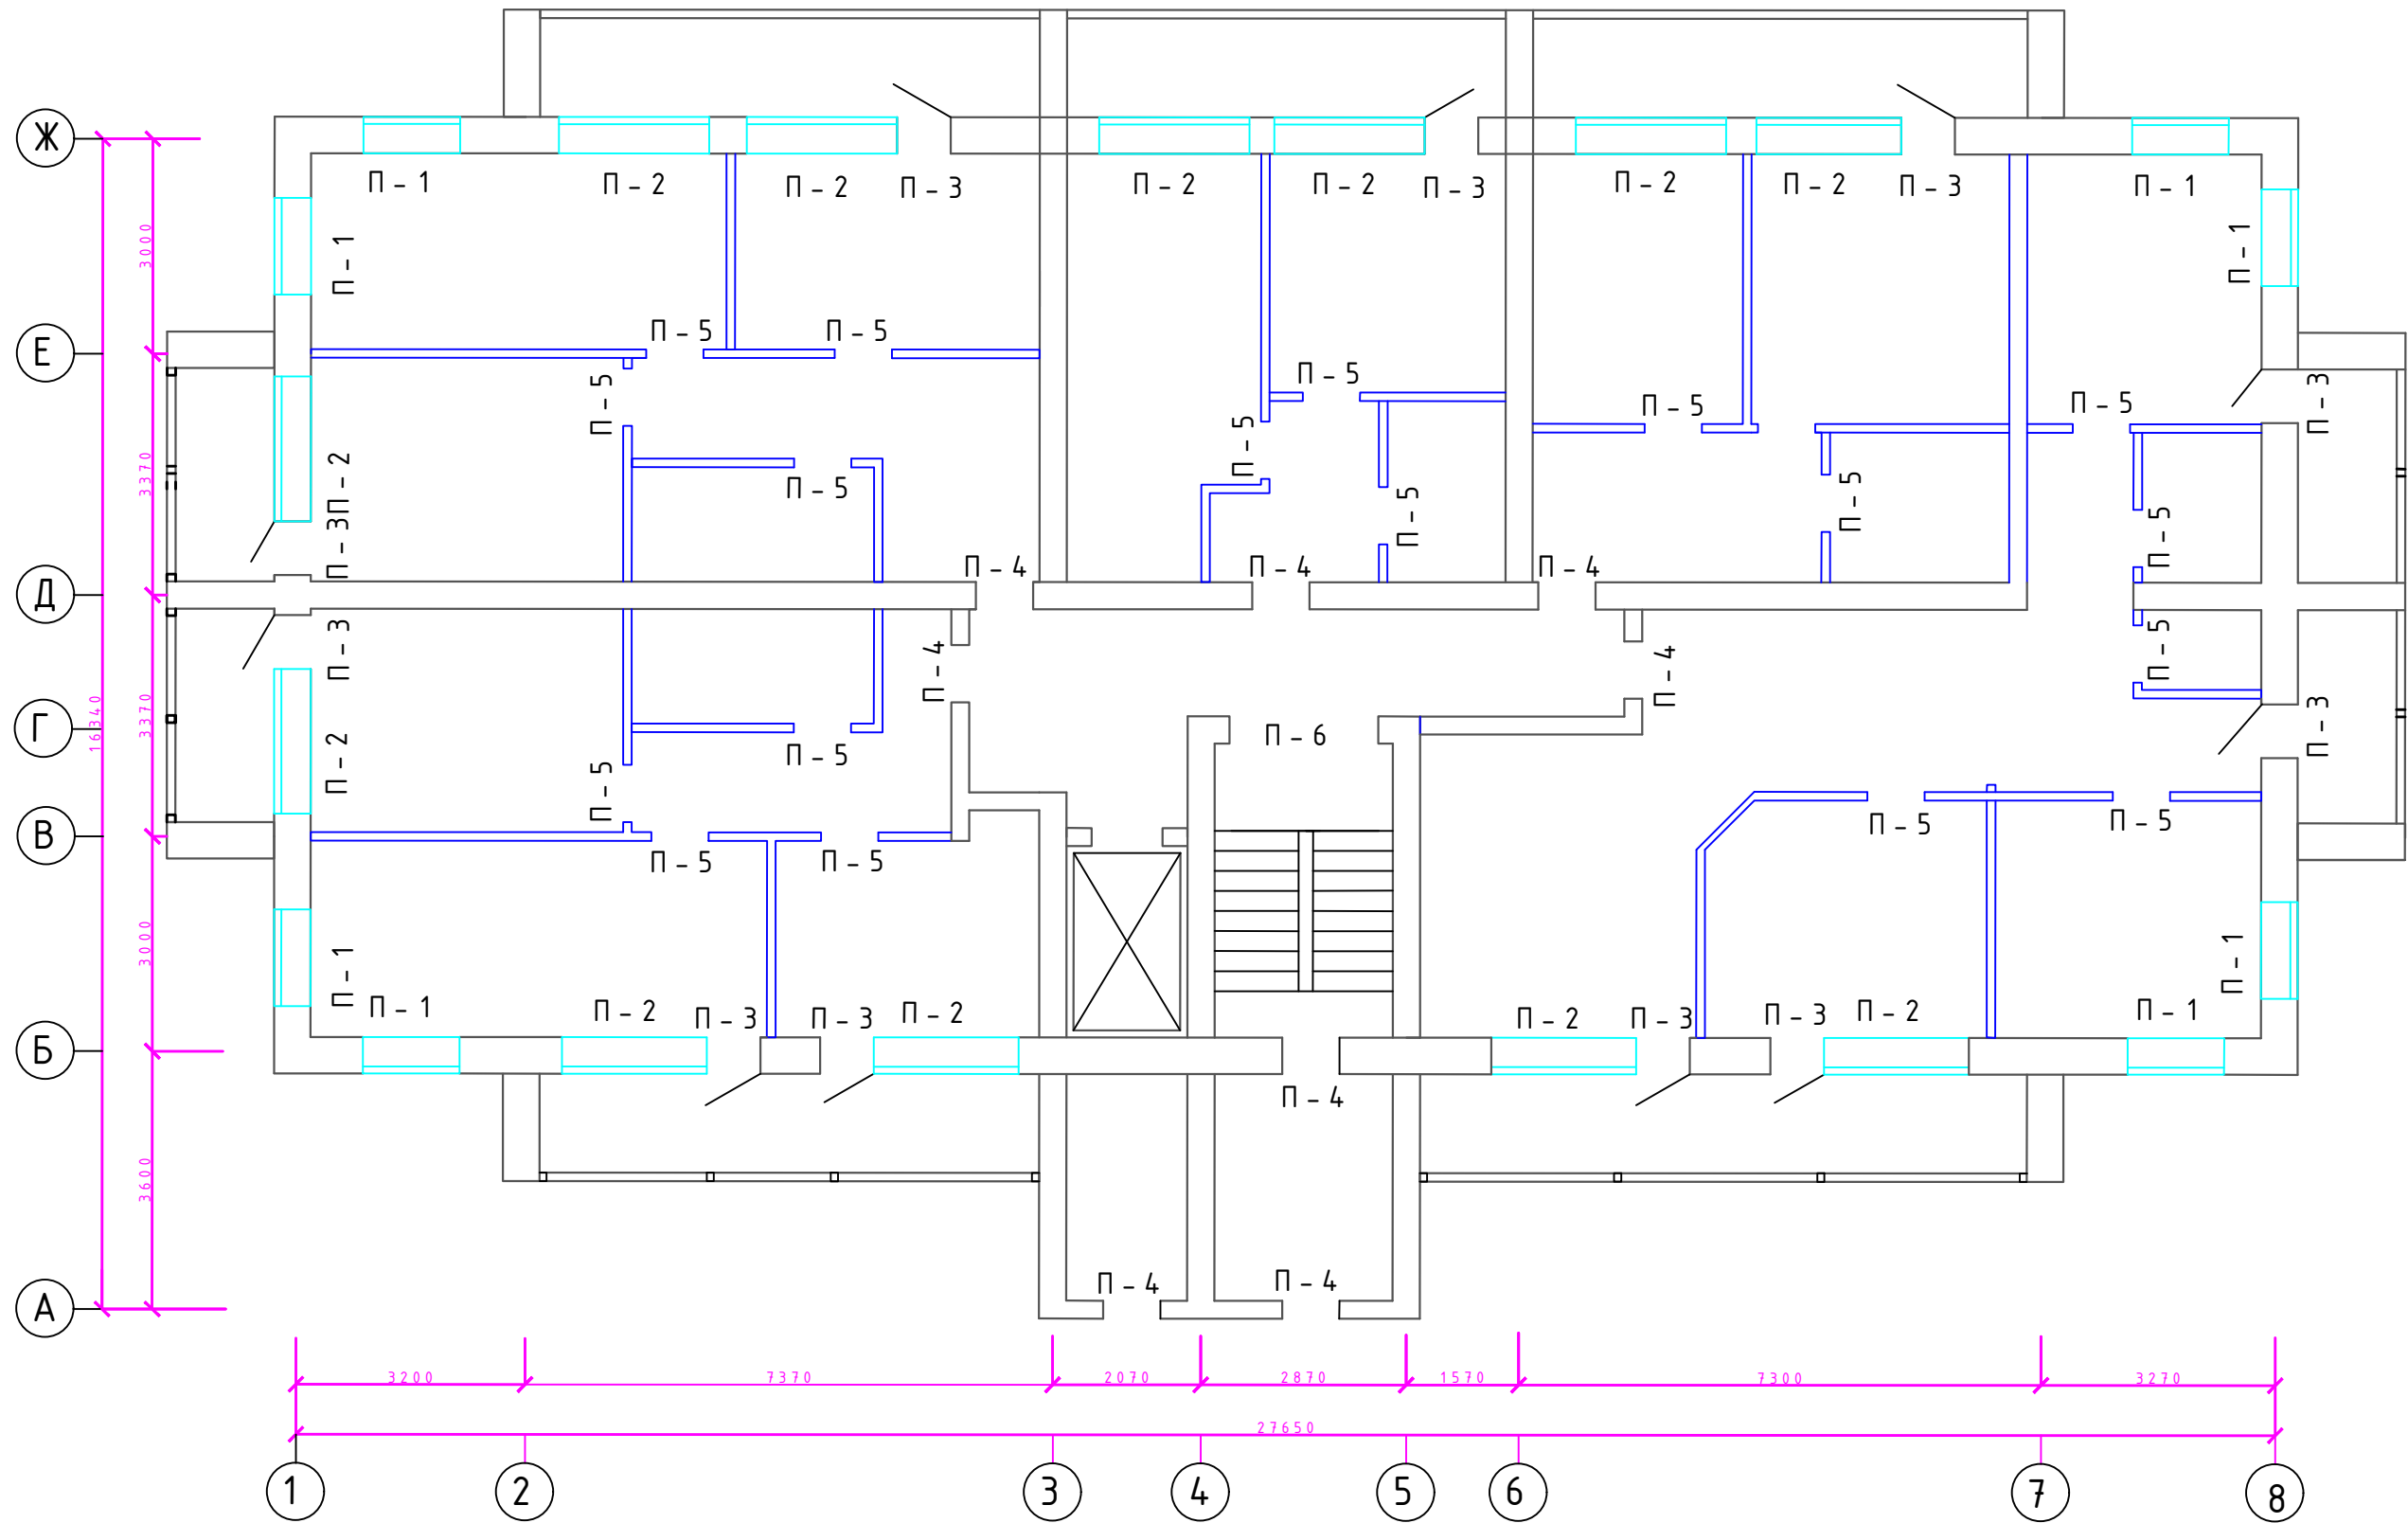 Ж
П - 1
П - 2
П - 2
П - 3
П - 2
П - 2
П - 3
П - 2
П - 2
П - 3
П - 1
3000
П - 1
П - 1
Е
П - 5
П - 5
П - 5
П - 5
П - 5
П - 5
П - 3
П - 5
3370
П - 2
П - 5
П - 5
П - 5
П - 5
П - 5
П - 3
П - 4
П - 4
П - 4
Д
П - 3
П - 4
П - 4
П - 5
16340
3370
Г
П - 6
П - 3
П - 2
П - 5
П - 5
В
П - 5
П - 5
П - 5
П - 5
3000
П - 1
П - 1
П - 1
П - 2
П - 3
П - 3
П - 2
П - 2
П - 3
П - 3
П - 2
П - 1
Б
П - 4
3600
П - 4
П - 4
А
3200
7370
2070
2870
1570
7300
3270
27650
1
2
3
4
5
6
7
8